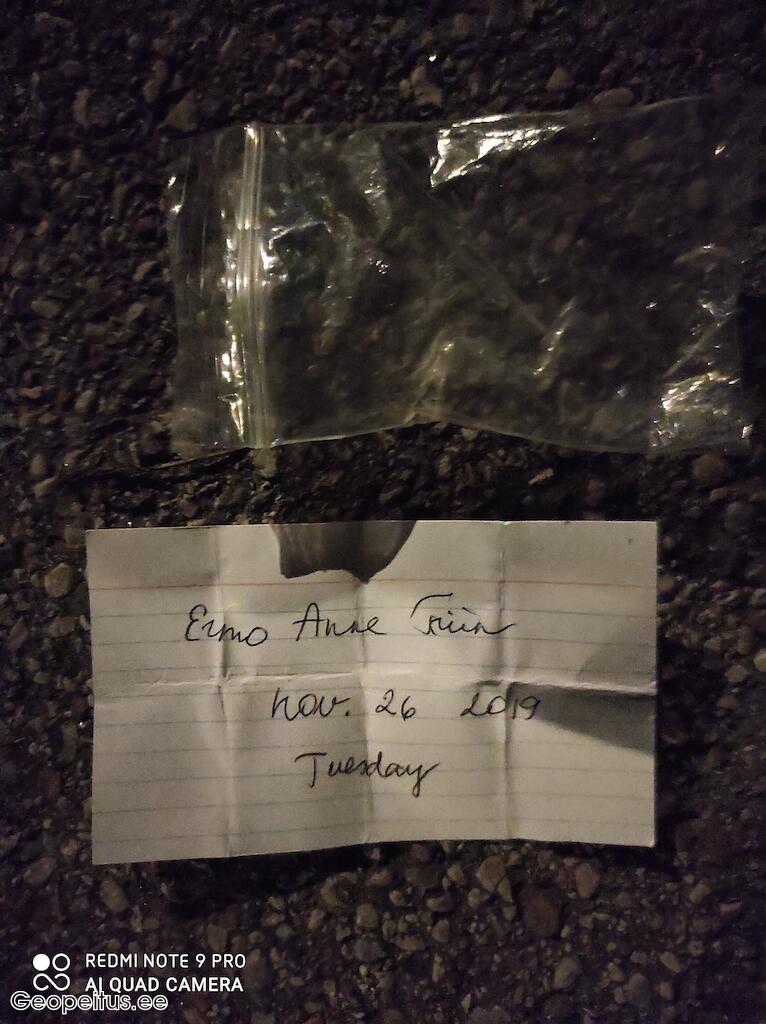 Ermo Anne Triin
Nov. 26 2019
Tuesday
REDMI NOTE 9 PRO
AI QUAD CAMERA
Geopeitus.ee